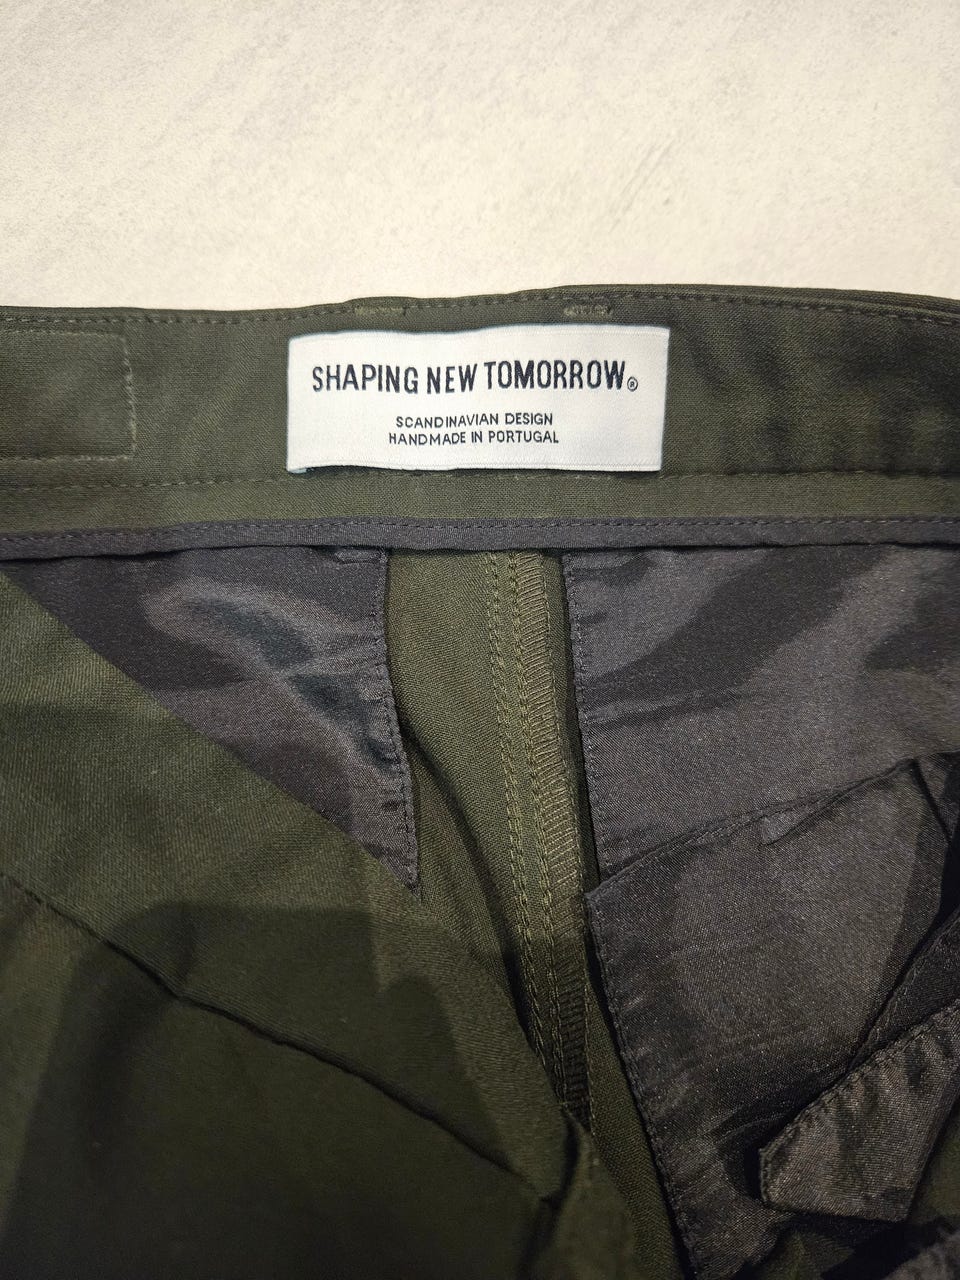 SHAPING NEW TOMORROW®
SCANDINAVIAN DESIGN
HANDMADE IN PORTUGAL